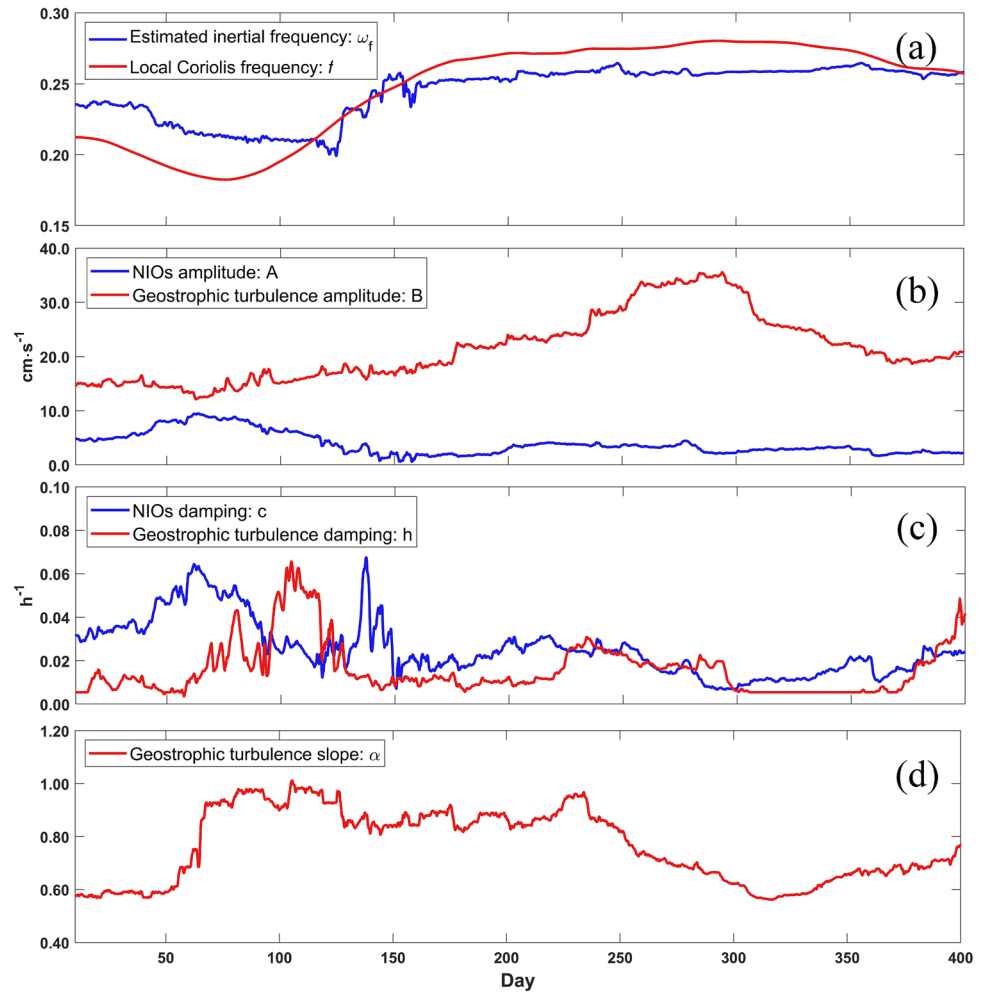 0.30
0.25
0.20
0.15
Estimated inertial frequency: ωf
Local Coriolis frequency: f
(a)
40.0
30.0
20.0
10.0
0.0
cm·s-1
NIOs amplitude: A
Geostrophic turbulence amplitude: B
(b)
0.10
0.08
0.06
0.04
0.02
0.00
h-1
NIOs damping: c
Geostrophic turbulence damping: h
(c)
1.20
1.00
0.80
0.60
0.40
Geostrophic turbulence slope: α
(d)
50 100 150 200 250 300 350 400
Day